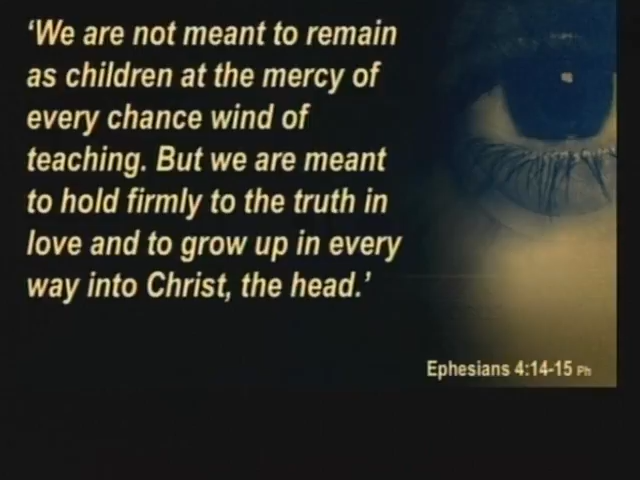 ‘We are not meant to remain
as children at the mercy of
every chance wind of
teaching. But we are meant
to hold firmly to the truth in
love and to grow up in every
way into Christ, the head.’
Ephesians 4:14-15 Ph